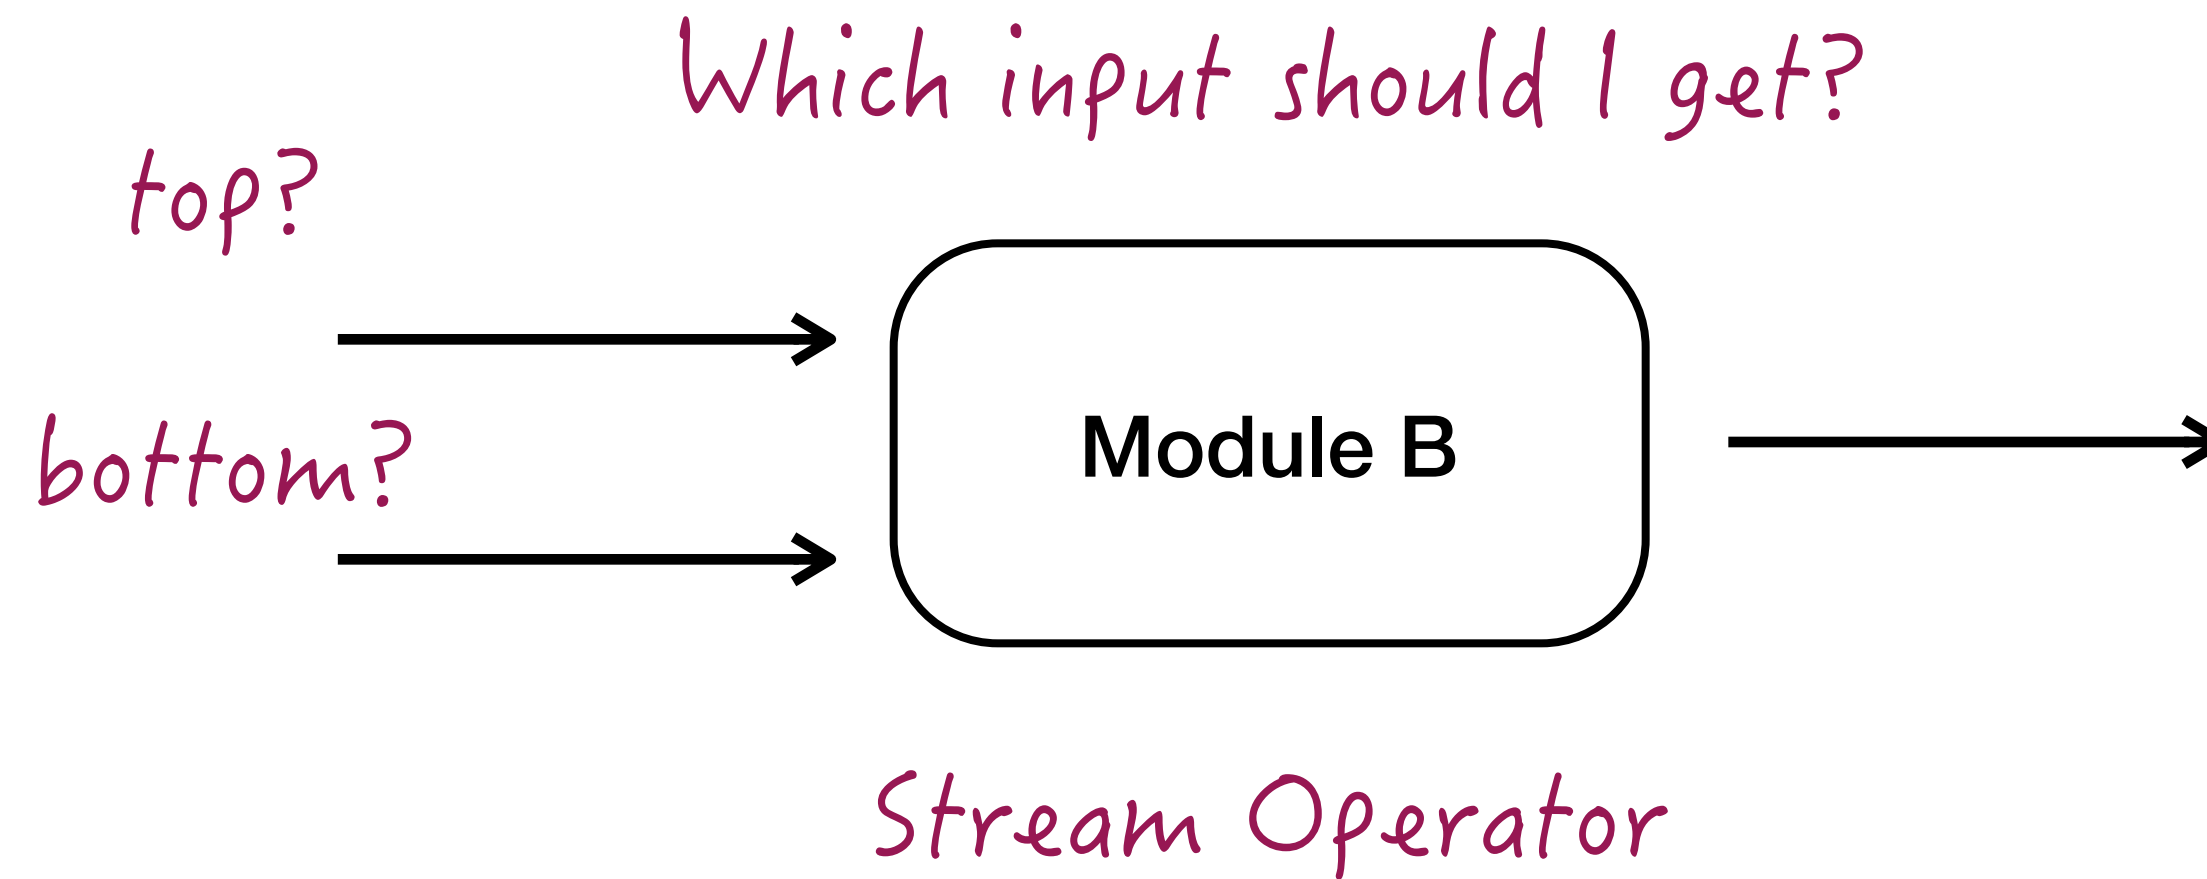 Which input should I get?
top?
bottom?
Module B
Stream Operator